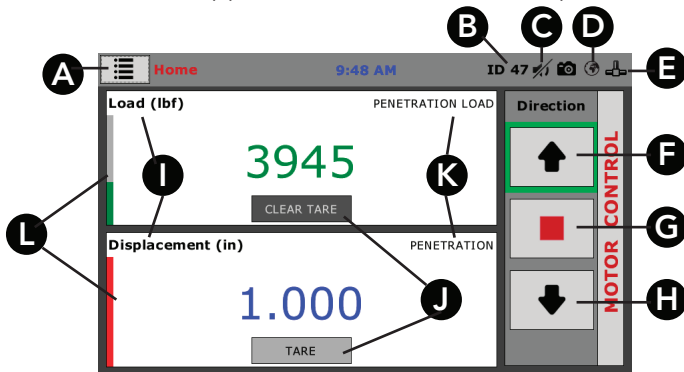 B C D
A Home 9:48 AM ID 47 E
Load (lbf) PENETRATION LOAD Direction
3945
I K F
CLEAR TARE
L G
Displacement (in) PENETRATION
1.000
J H
TARE
MOTOR CONTROL